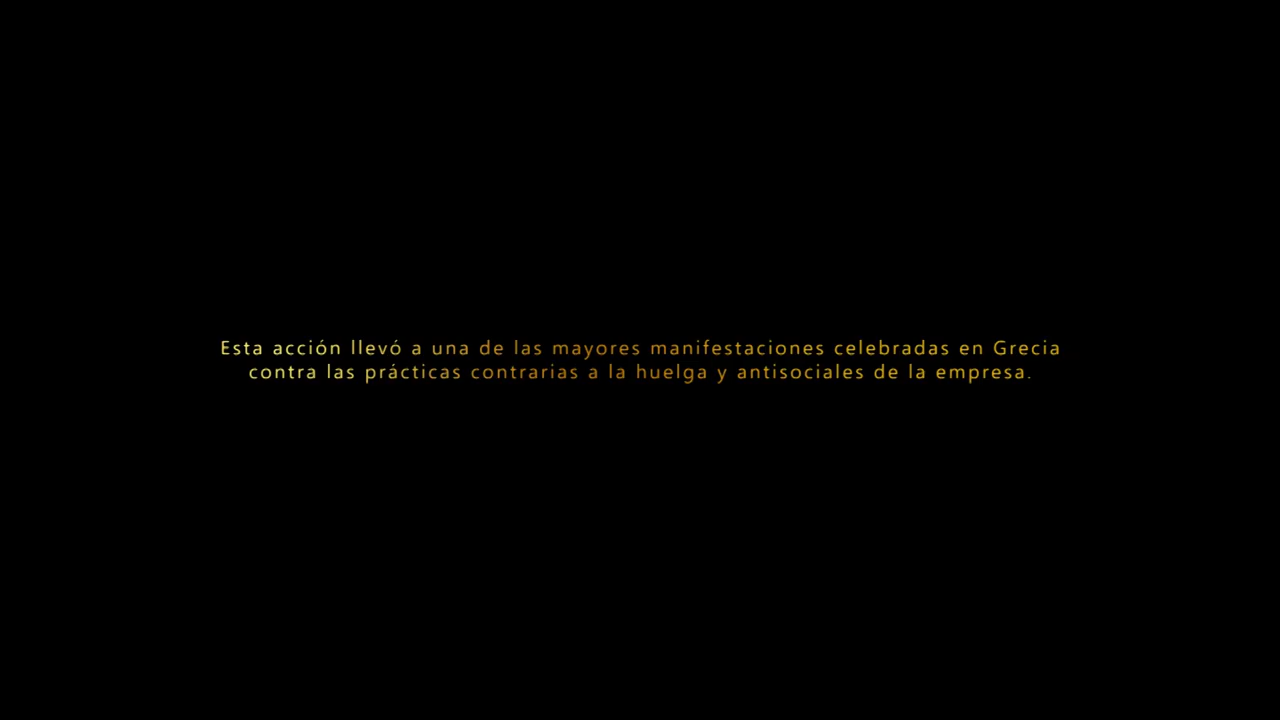 Esta acción llevó a una de las mayores manifestaciones celebradas en Grecia
contra las prácticas contrarias a la huelga y antisociales de la empresa.